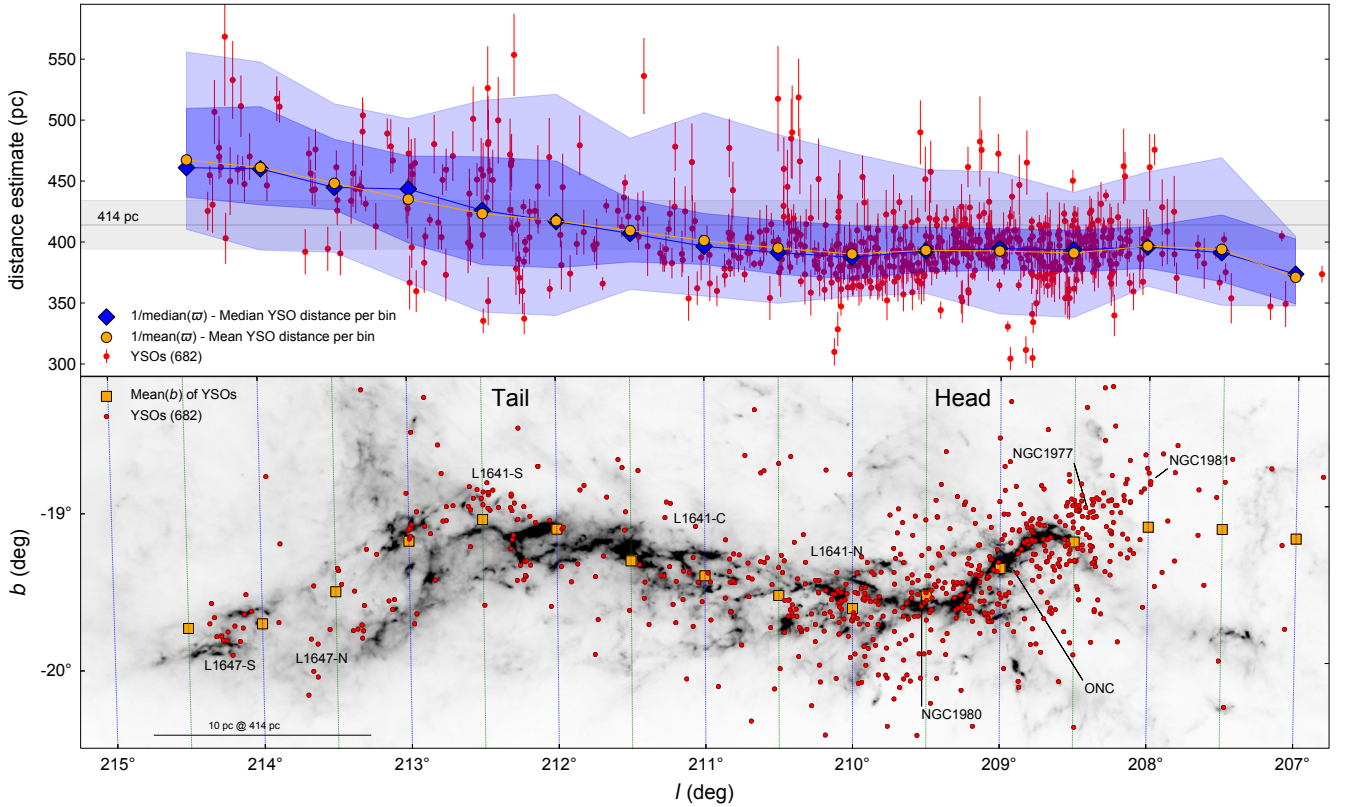 550
500
450
400
350
300
distance estimate (pc)
414 pc
1/median(ϖ) - Median YSO distance per bin
1/mean(ϖ) - Mean YSO distance per bin
YSOs (682)
Mean(b) of YSOs
YSOs (682)
Tail
Head
NGC1977
NGC1981
L1641-S
L1641-C
L1641-N
L1647-S
L1647-N
ONC
NGC1980
10 pc @ 414 pc
-19°
-20°
b (deg)
215°
214°
213°
212°
211°
210°
209°
208°
207°
l (deg)